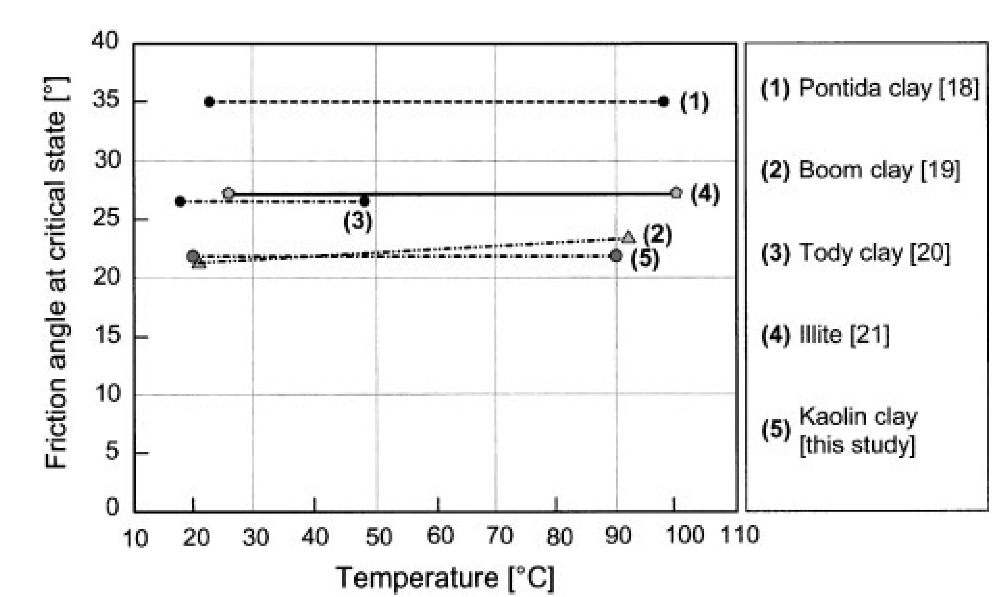 Friction angle at critical state [°]
40
35
30
25
20
15
10
5
0
(1)
(4)
(3)
(2)
(5)
10 20 30 40 50 60 70 80 90 100 110
Temperature [°C]
(1) Pontida clay [18]
(2) Boom clay [19]
(3) Tody clay [20]
(4) Illite [21]
(5) Kaolin clay
[this study]